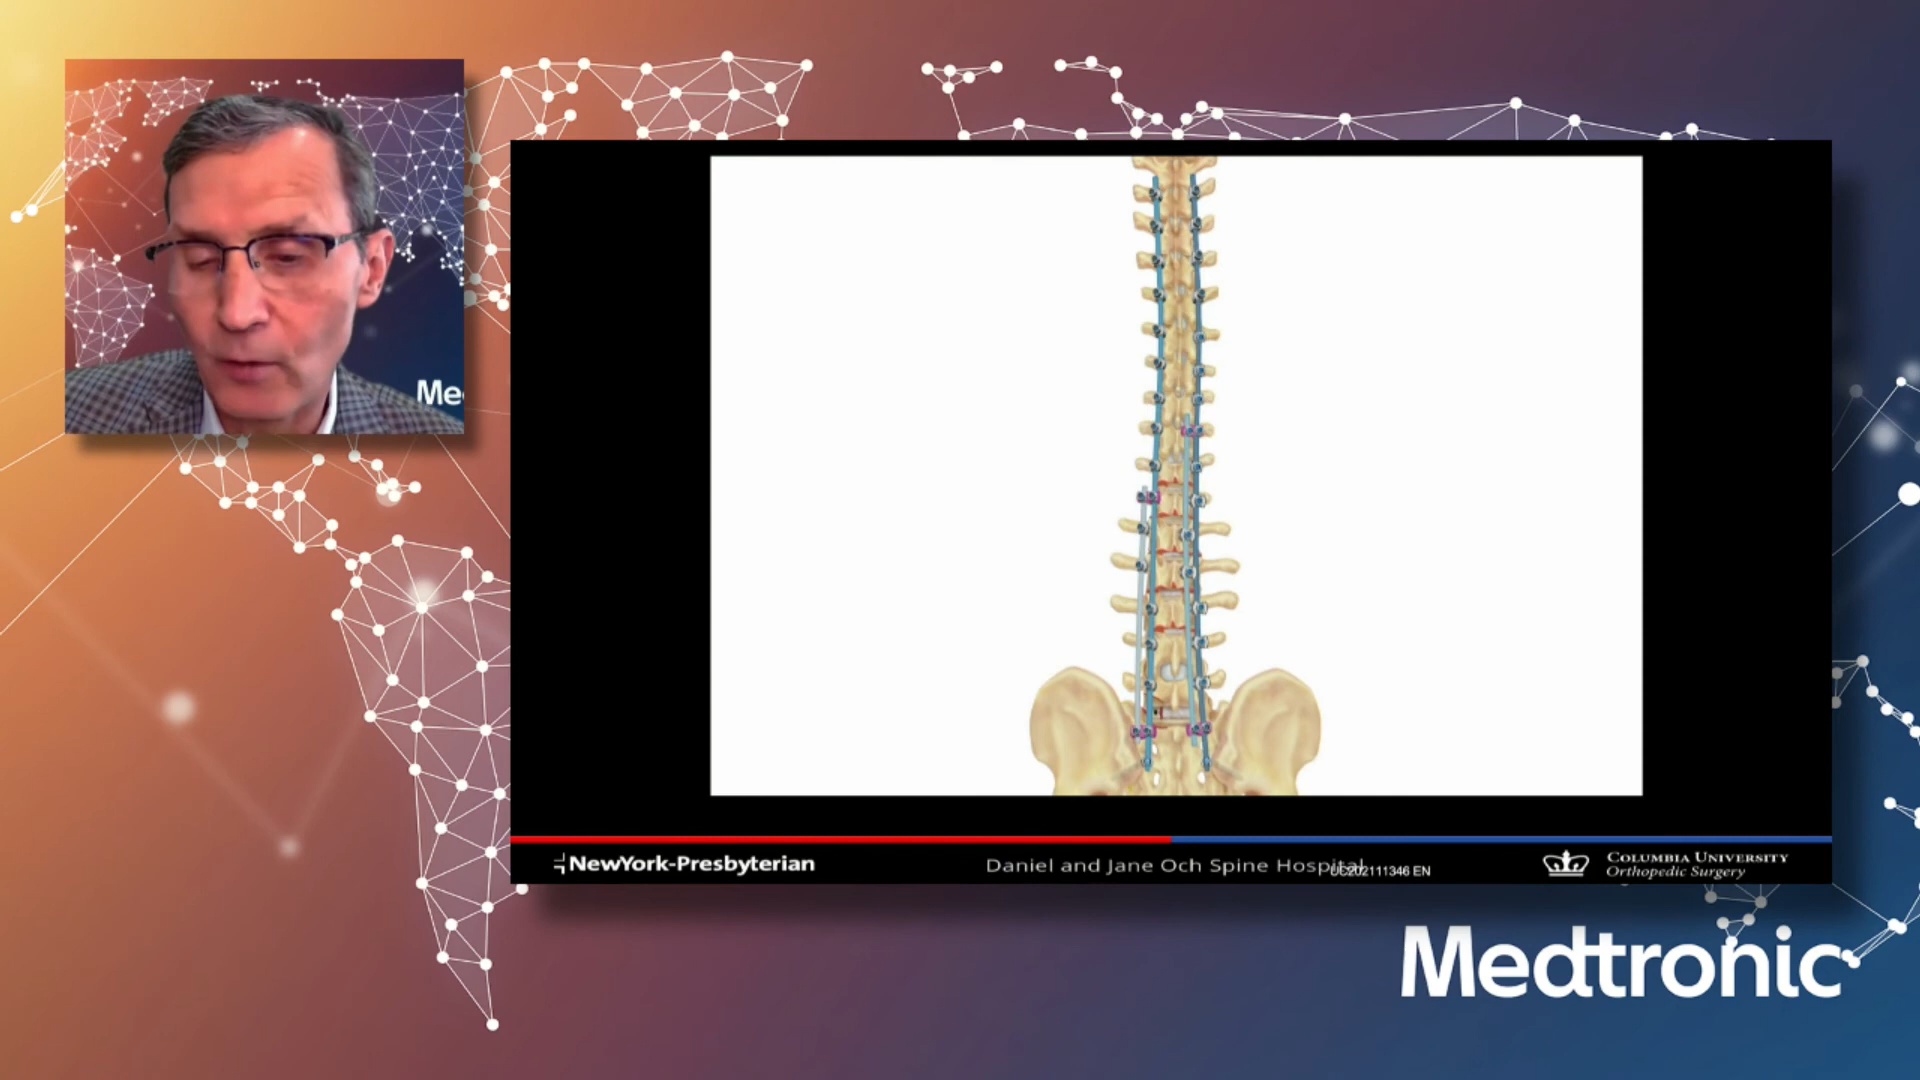 Me
NewYork-Presbyterian
Daniel and Jane Och Spine Hospital
UC202111346 EN
COLUMBIA UNIVERSITY
Orthopedic Surgery
Medtronic